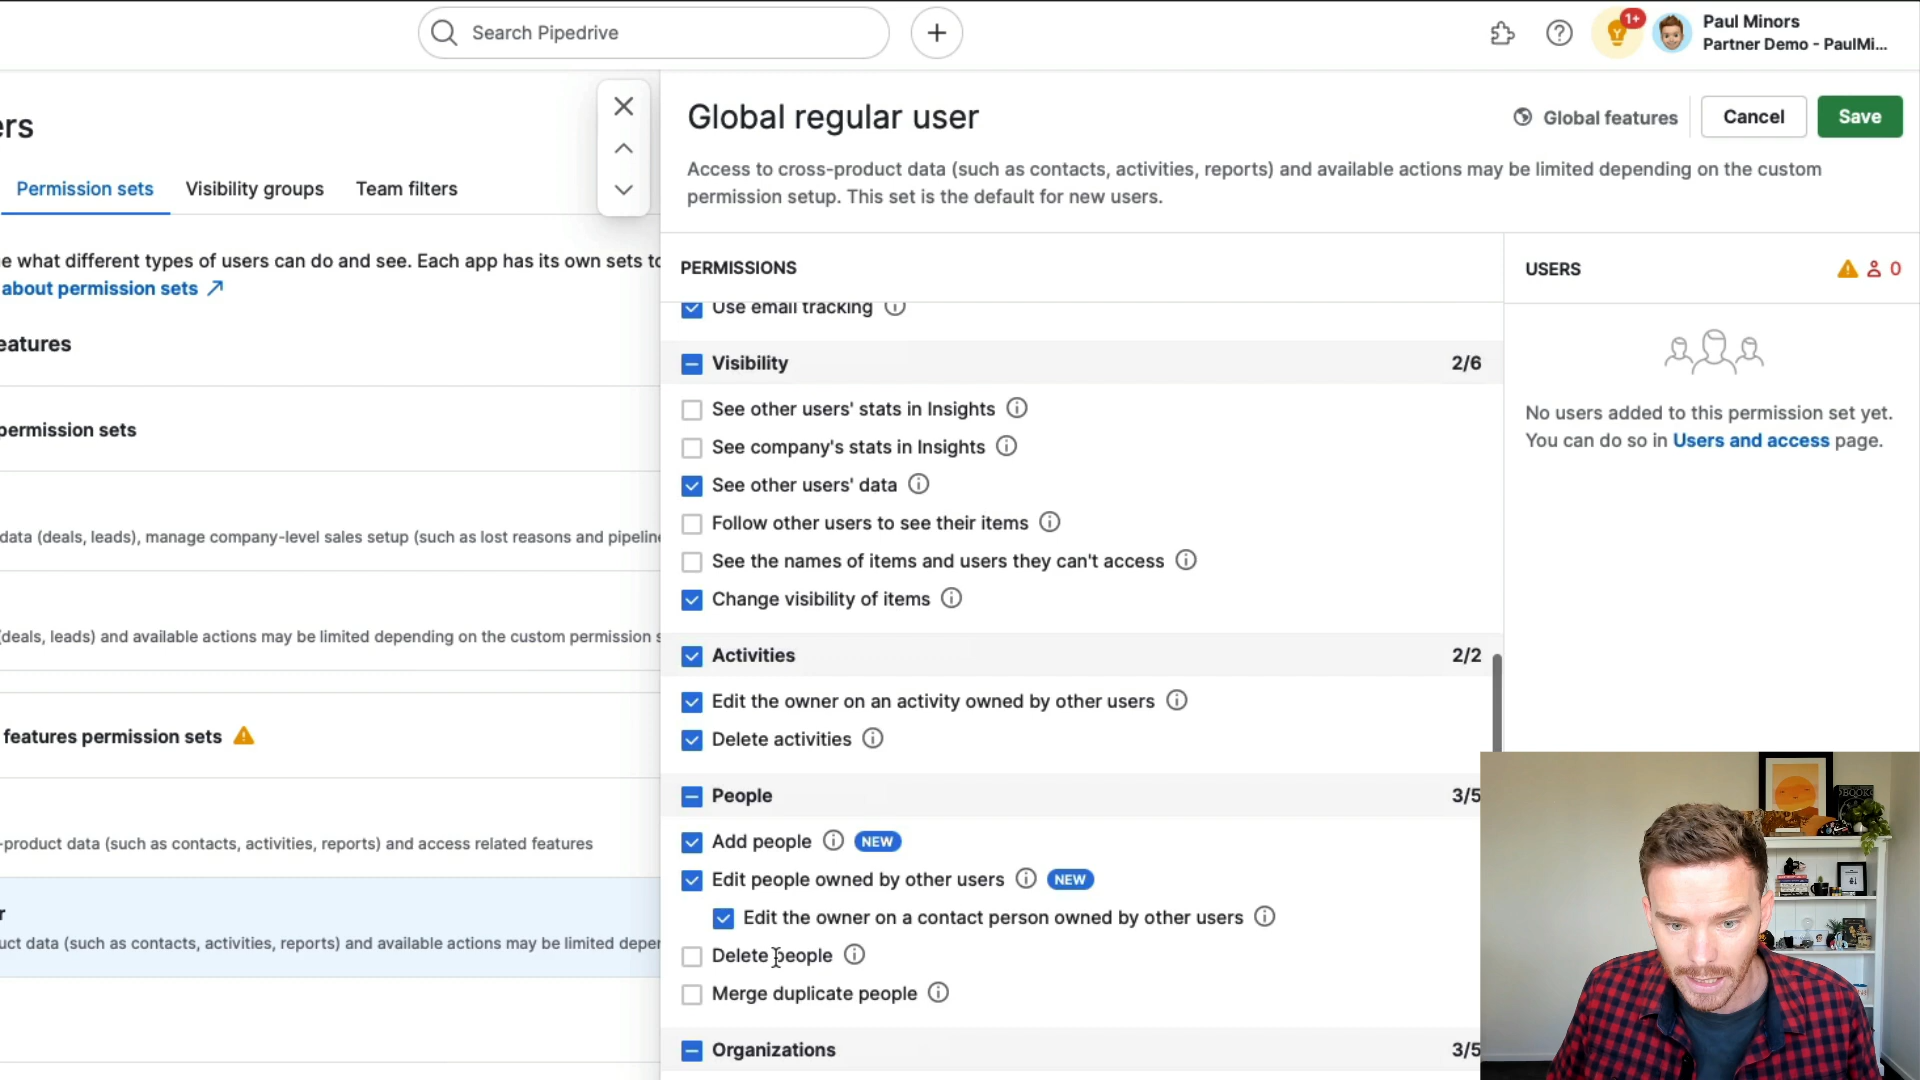 Search Pipedrive
1+
Paul Minors
Partner Demo - PaulMi...
ers
Permission sets
Visibility groups
Team filters
e what different types of users can do and see. Each app has its own sets to
about permission sets
eatures
permission sets
data (deals, leads), manage company-level sales setup (such as lost reasons and pipeline
(deals, leads) and available actions may be limited depending on the custom permission s
features permission sets
-product data (such as contacts, activities, reports) and access related features
r
uct data (such as contacts, activities, reports) and available actions may be limited depen
Global regular user
Global features
Cancel
Save
Access to cross-product data (such as contacts, activities, reports) and available actions may be limited depending on the custom
permission setup. This set is the default for new users.
PERMISSIONS
Use email tracking
Visibility 2/6
See other users' stats in Insights
See company's stats in Insights
See other users' data
Follow other users to see their items
See the names of items and users they can't access
Change visibility of items
Activities 2/2
Edit the owner on an activity owned by other users
Delete activities
People 3/5
Add people NEW
Edit people owned by other users NEW
Edit the owner on a contact person owned by other users
Delete people
Merge duplicate people
Organizations 3/5
USERS 0
No users added to this permission set yet.
You can do so in Users and access page.